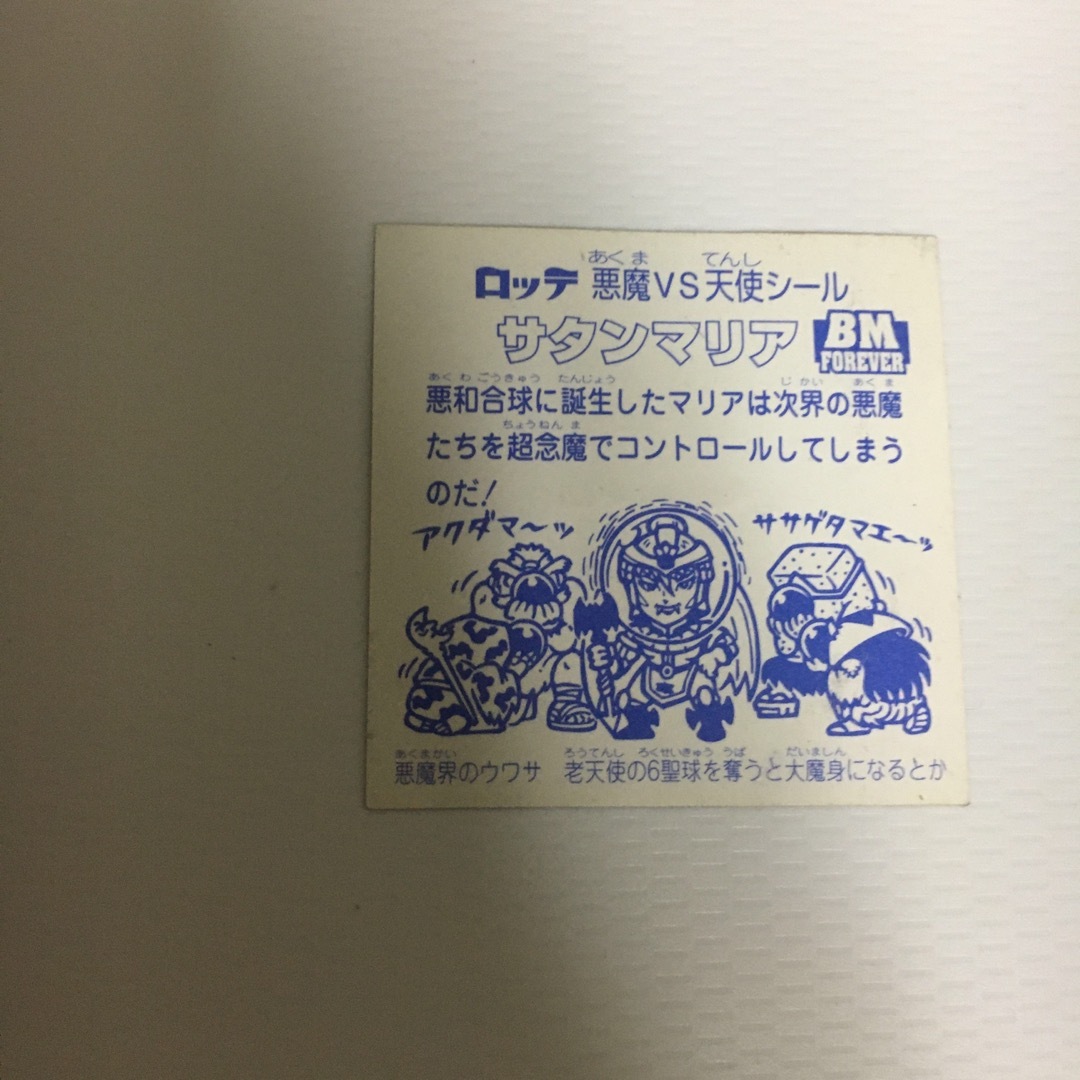 あくま てんし
ロッテ 悪魔VS天使シール
サタンマリア BM FOREVER
あくわごうきゅう たんじょう じかい あくま
悪和合球に誕生したマリアは次界の悪魔
ちょうねんま
たちを超念魔でコントロールしてしまう
のだ!
アクダマ〜ッ ササゲタマエ〜ッ
あくまかい ろうてんし ろくせいきゅう うば だいましん
悪魔界のウワサ 老天使の6聖球を奪うと大魔身になるとか